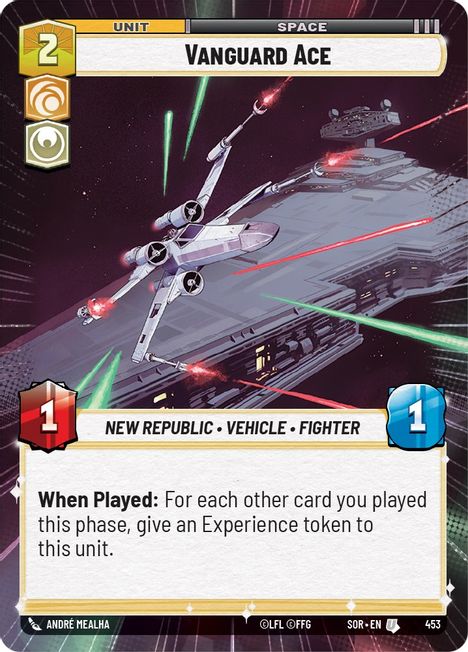 UNIT
SPACE
2
VANGUARD ACE
1
NEW REPUBLIC • VEHICLE • FIGHTER
1
When Played: For each other card you played
this phase, give an Experience token to
this unit.
ANDRÉ MEALHA
©LFL ©FFG
SOR • EN
453